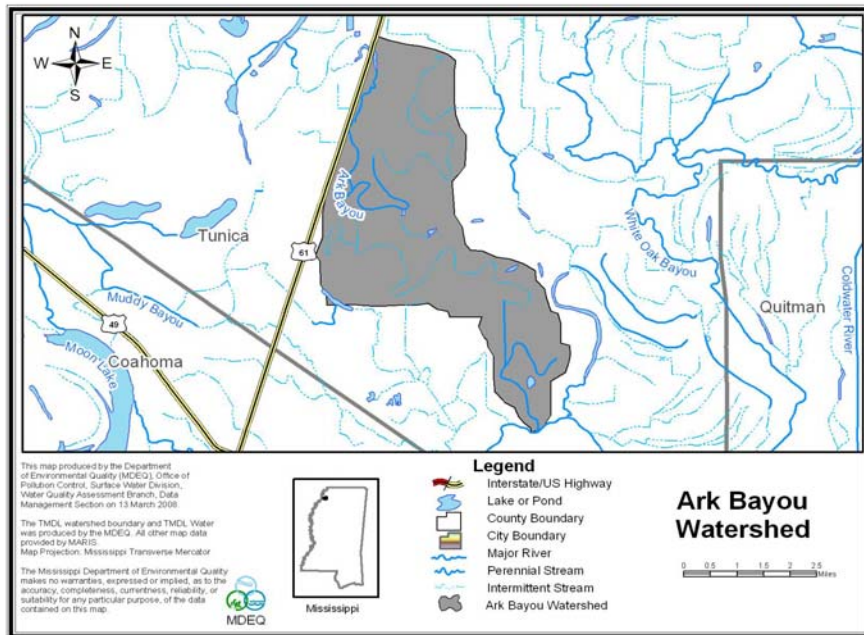 N
W E
S
Ark Bayou
Tunica
61
White Oak Bayou
Coldwater River
Muddy Bayou
Quitman
49
Moon Lake
Coahoma
This map produced by the Department
of Environmental Quality (MDEQ), Office of
Pollution Control, Surface Water Division,
Water Quality Assessment Branch, Data
Management Section on 13 March 2008.
The TMDL watershed boundary and TMDL Water
was produced by the MDEQ. All other map data
provided by MARIS.
Map Projection: Mississippi Transverse Mercator
The Mississippi Department of Environmental Quality
makes no warranties, expressed or implied, as to the
accuracy, completeness, currentness, reliability, or
suitability for any particular purpose, of the data
contained on this map.
MDEQ
Mississippi
Legend
Interstate/US Highway
Lake or Pond
County Boundary
City Boundary
Major River
Perennial Stream
Intermittent Stream
Ark Bayou Watershed
Ark Bayou
Watershed
0 0.5 1 1.5 2 2.5
Miles